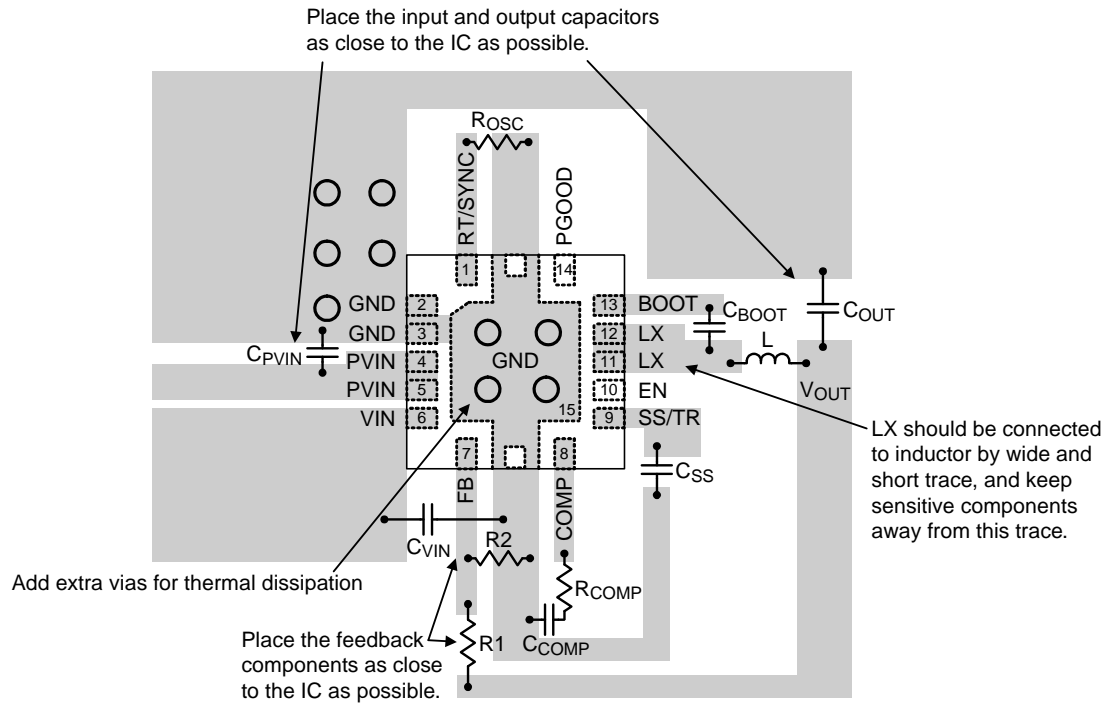 Place the input and output capacitors
as close to the IC as possible.
ROSC
RT/SYNC
PGOOD
1
14
GND
2
13
BOOT
CBOOT
COUT
GND
3
12
LX
L
CPVIN
PVIN
4
GND
11
LX
PVIN
5
10
EN
VOUT
VIN
6
15
9
SS/TR
LX should be connected
to inductor by wide and
short trace, and keep
sensitive components
away from this trace.
7
8
CSS
FB
COMP
CVIN
R2
Add extra vias for thermal dissipation
RCOMP
Place the feedback
components as close
to the IC as possible.
R1
CCOMP